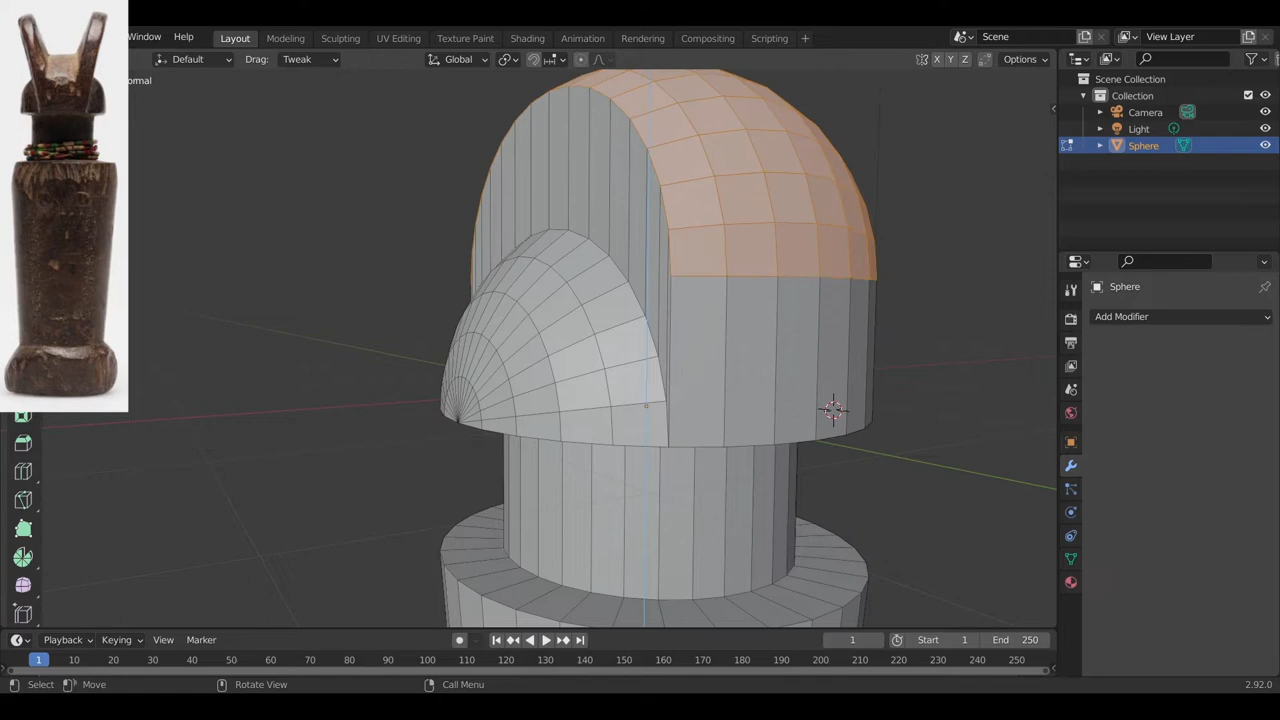 Window Help Layout Modeling Sculpting UV Editing Texture Paint Shading Animation Rendering Compositing Scripting + Scene View Layer
Default Drag: Tweak Global X Y Z Options
ormal
Scene Collection
Collection
Camera
Light
Sphere
Sphere
Add Modifier
Playback Keying View Marker 1 Start 1 End 250
1 10 20 30 40 50 60 70 80 90 100 110 120 130 140 150 160 170 180 190 200 210 220 230 240 250
Select Move Rotate View Call Menu 2.92.0